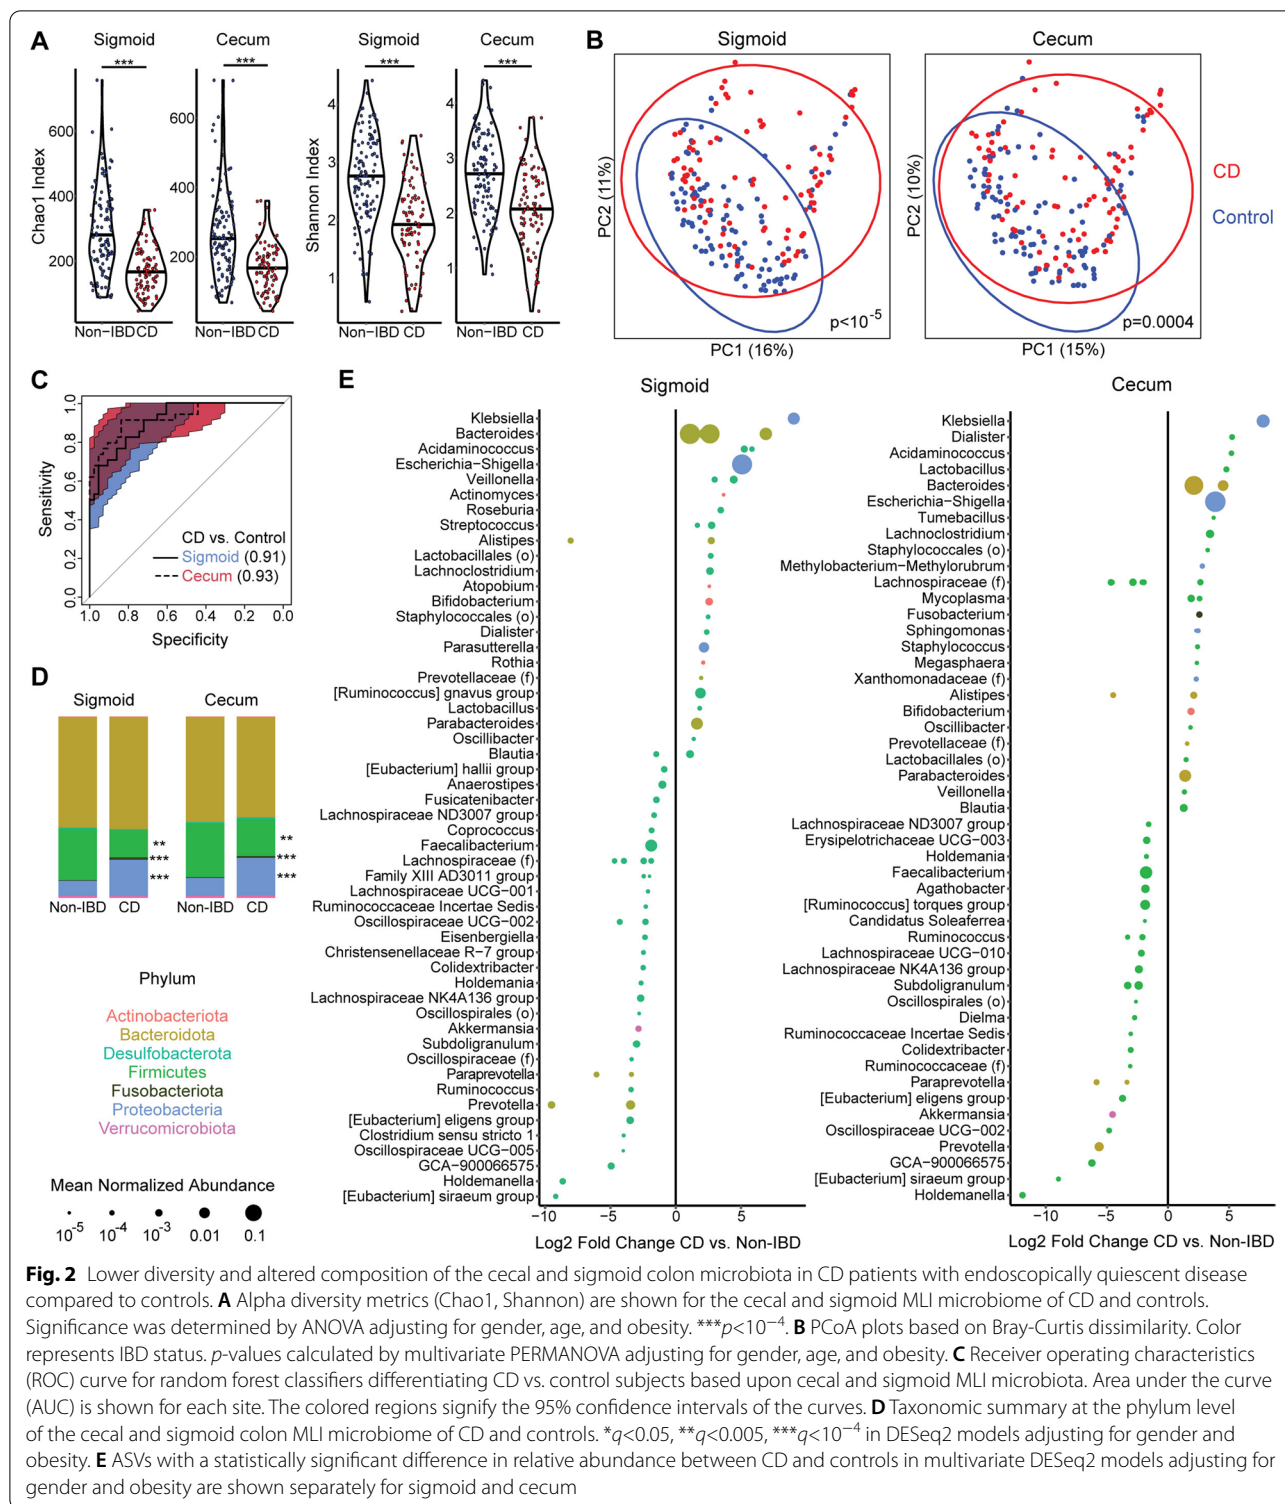 A
Sigmoid
Cecum
Sigmoid
Cecum
***
***
***
***
Chao1 Index
600
400
200
600
400
200
Shannon Index
4
3
2
1
4
3
2
1
Non−IBD CD
Non−IBD CD
Non−IBD CD
Non−IBD CD
B
Sigmoid
Cecum
PC2 (11%)
PC2 (10%)
p<10-5
p=0.0004
PC1 (16%)
PC1 (15%)
CD
Control
C
Sensitivity
1.0
0.8
0.6
0.4
0.2
0.0
CD vs. Control
Sigmoid (0.91)
Cecum (0.93)
1.0 0.8 0.6 0.4 0.2 0.0
Specificity
D
Sigmoid
Cecum
**
***
***
**
***
***
Non−IBD CD
Non−IBD CD
Phylum
Actinobacteriota
Bacteroidota
Desulfobacterota
Firmicutes
Fusobacteriota
Proteobacteria
Verrucomicrobiota
Mean Normalized Abundance
10-5 10-4 10-3 0.01 0.1
E
Sigmoid
Klebsiella
Bacteroides
Acidaminococcus
Escherichia−Shigella
Veillonella
Actinomyces
Roseburia
Streptococcus
Alistipes
Lactobacillales (o)
Lachnoclostridium
Atopobium
Bifidobacterium
Staphylococcales (o)
Dialister
Parasutterella
Rothia
Prevotellaceae (f)
[Ruminococcus] gnavus group
Lactobacillus
Parabacteroides
Oscillibacter
Blautia
[Eubacterium] hallii group
Anaerostipes
Fusicatenibacter
Lachnospiraceae ND3007 group
Coprococcus
Faecalibacterium
Lachnospiraceae (f)
Family XIII AD3011 group
Lachnospiraceae UCG−001
Ruminococcaceae Incertae Sedis
Oscillospiraceae UCG−002
Eisenbergiella
Christensenellaceae R−7 group
Colidextribacter
Holdemania
Lachnospiraceae NK4A136 group
Oscillospirales (o)
Akkermansia
Subdoligranulum
Oscillospiraceae (f)
Paraprevotella
Ruminococcus
Prevotella
[Eubacterium] eligens group
Clostridium sensu stricto 1
Oscillospiraceae UCG−005
GCA−900066575
Holdemanella
[Eubacterium] siraeum group
−10 −5 0 5
Log2 Fold Change CD vs. Non−IBD
Cecum
Klebsiella
Dialister
Acidaminococcus
Lactobacillus
Bacteroides
Escherichia−Shigella
Tumebacillus
Lachnoclostridium
Staphylococcales (o)
Methylobacterium−Methylorubrum
Lachnospiraceae (f)
Mycoplasma
Fusobacterium
Sphingomonas
Staphylococcus
Megasphaera
Xanthomonadaceae (f)
Alistipes
Bifidobacterium
Oscillibacter
Prevotellaceae (f)
Lactobacillales (o)
Parabacteroides
Veillonella
Blautia
Lachnospiraceae ND3007 group
Erysipelotrichaceae UCG−003
Holdemania
Faecalibacterium
Agathobacter
[Ruminococcus] torques group
Candidatus Soleaferrea
Ruminococcus
Lachnospiraceae UCG−010
Lachnospiraceae NK4A136 group
Subdoligranulum
Oscillospirales (o)
Dielma
Ruminococcaceae Incertae Sedis
Colidextribacter
Ruminococcaceae (f)
Paraprevotella
[Eubacterium] eligens group
Akkermansia
Oscillospiraceae UCG−002
Prevotella
GCA−900066575
[Eubacterium] siraeum group
Holdemanella
−10 −5 0 5
Log2 Fold Change CD vs. Non−IBD
Fig. 2 Lower diversity and altered composition of the cecal and sigmoid colon microbiota in CD patients with endoscopically quiescent disease
compared to controls. A Alpha diversity metrics (Chao1, Shannon) are shown for the cecal and sigmoid MLI microbiome of CD and controls.
Significance was determined by ANOVA adjusting for gender, age, and obesity. ***p<10−4. B PCoA plots based on Bray-Curtis dissimilarity. Color
represents IBD status. p-values calculated by multivariate PERMANOVA adjusting for gender, age, and obesity. C Receiver operating characteristics
(ROC) curve for random forest classifiers differentiating CD vs. control subjects based upon cecal and sigmoid MLI microbiota. Area under the curve
(AUC) is shown for each site. The colored regions signify the 95% confidence intervals of the curves. D Taxonomic summary at the phylum level
of the cecal and sigmoid colon MLI microbiome of CD and controls. *q<0.05, **q<0.005, ***q<10−4 in DESeq2 models adjusting for gender and
obesity. E ASVs with a statistically significant difference in relative abundance between CD and controls in multivariate DESeq2 models adjusting for
gender and obesity are shown separately for sigmoid and cecum